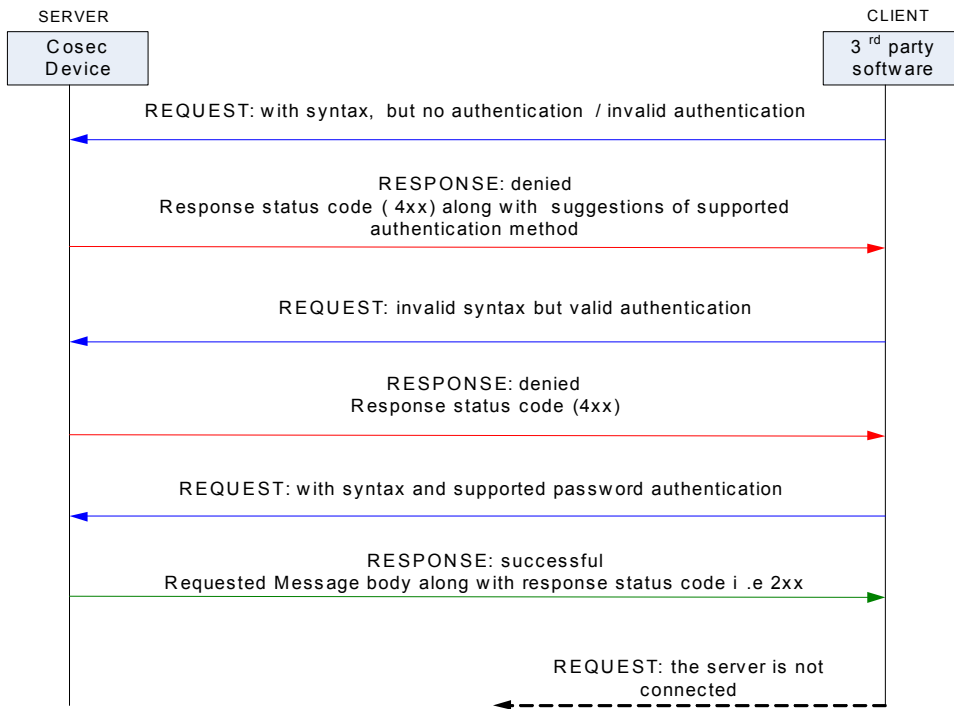 SERVER
CLIENT
Cosec
Device
3 rd party
software
REQUEST: with syntax, but no authentication / invalid authentication
RESPONSE: denied
Response status code ( 4xx) along with suggestions of supported
authentication method
REQUEST: invalid syntax but valid authentication
RESPONSE: denied
Response status code (4xx)
REQUEST: with syntax and supported password authentication
RESPONSE: successful
Requested Message body along with response status code i .e 2xx
REQUEST: the server is not
connected